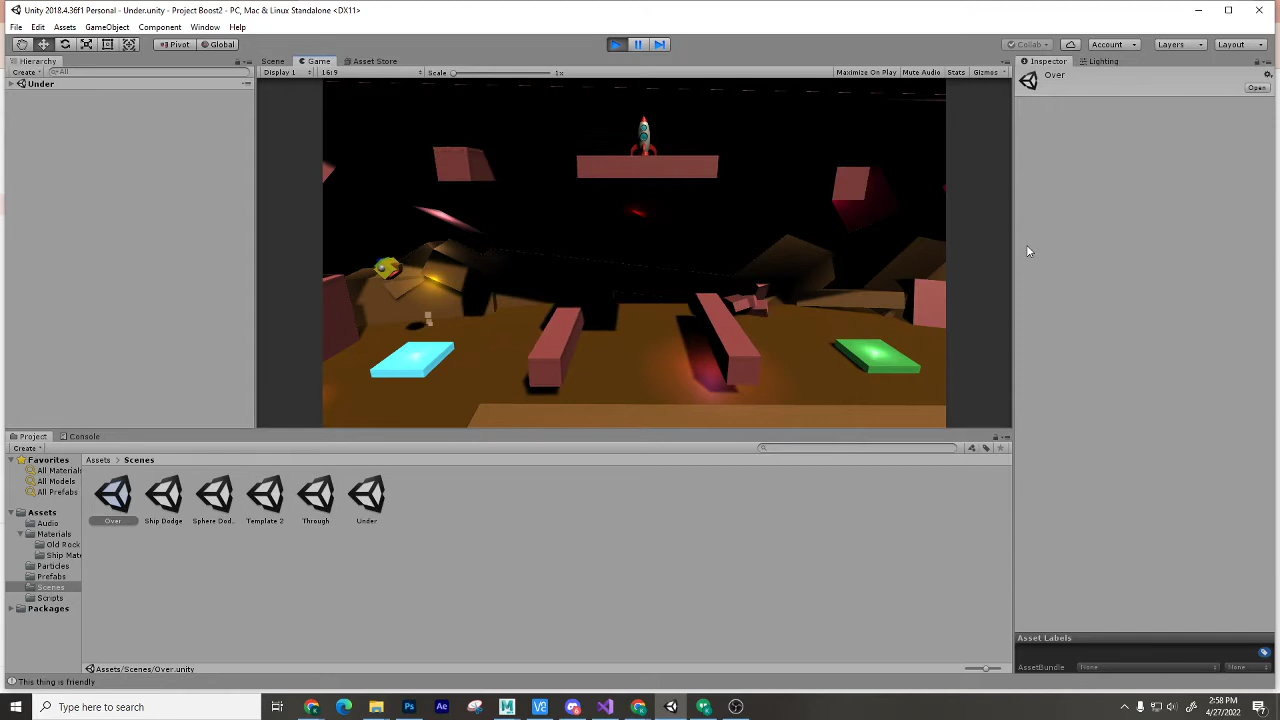 Unity 2018.4.36f1 Personal - Under.unity - Project Boost2 - PC, Mac & Linux Standalone <DX11>
File Edit Assets GameObject Component Window Help
Pivot Global Collab Account Layers Layout
Hierarchy Scene Game Asset Store Inspector Lighting
Create All Display 1 16:9 Scale 1x Maximize On Play Mute Audio Stats Gizmos Over
Under Open
Project Console
Create
Favorites Assets > Scenes
All Materials
All Models
All Prefabs
Assets
Over Ship Dodge Sphere Dod... Template 2 Through Under
Audio
Materials
Old Rock
Ship Mate
Particles
Prefabs
Scenes
Scripts
Packages
Asset Labels
Assets/Scenes/Over.unity AssetBundle None None
This thing is friendly
Type here to search
2:58 PM
4/27/2022